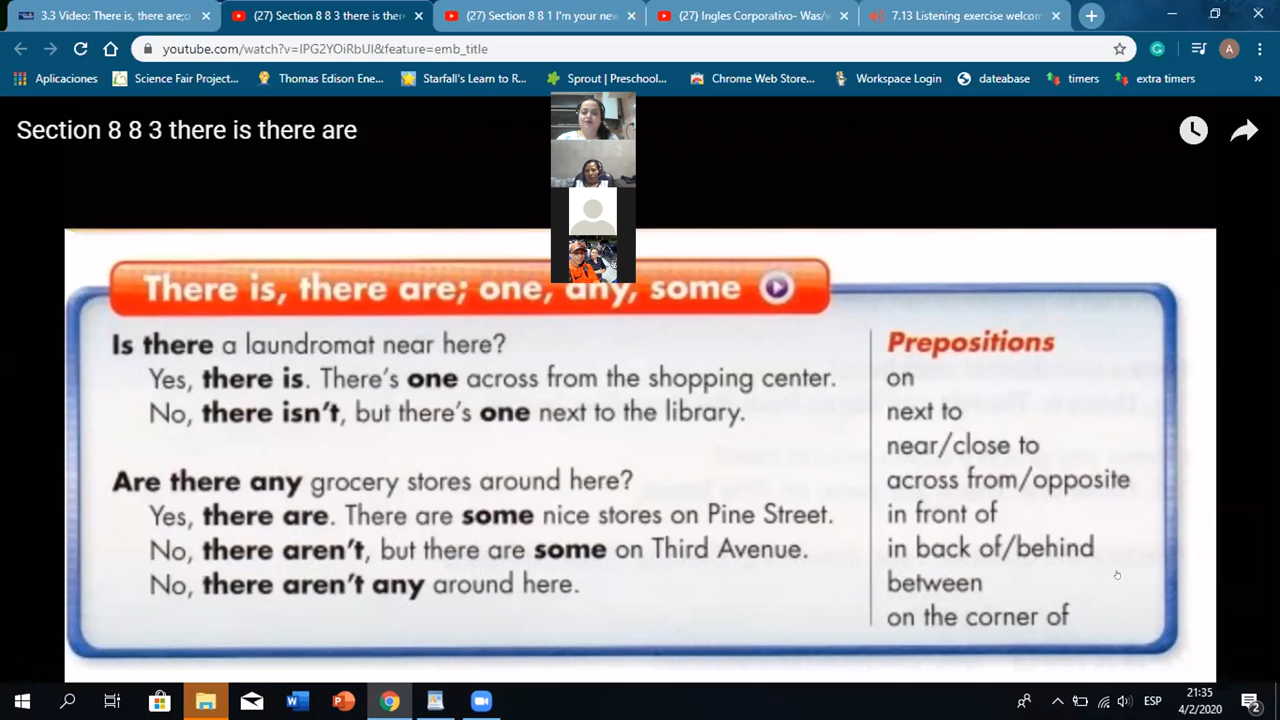 3.3 Video: There is, there are;o
(27) Section 8 8 3 there is ther
(27) Section 8 8 1 I'm your new
(27) Ingles Corporativo- Was/w
7.13 Listening exercise welcom
youtube.com/watch?v=IPG2YOiRbUI&feature=emb_title
A
Aplicaciones
Science Fair Project...
Thomas Edison Ene...
Starfall's Learn to R...
Sprout | Preschool...
Chrome Web Store...
Workspace Login
dateabase
timers
extra timers
»
Section 8 8 3 there is there are
There is, there are; one, any, some
Is there a laundromat near here?
Yes, there is. There's one across from the shopping center.
No, there isn't, but there's one next to the library.
Are there any grocery stores around here?
Yes, there are. There are some nice stores on Pine Street.
No, there aren't, but there are some on Third Avenue.
No, there aren't any around here.
Prepositions
on
next to
near/close to
across from/opposite
in front of
in back of/behind
between
on the corner of
ESP
21:35
4/2/2020
2